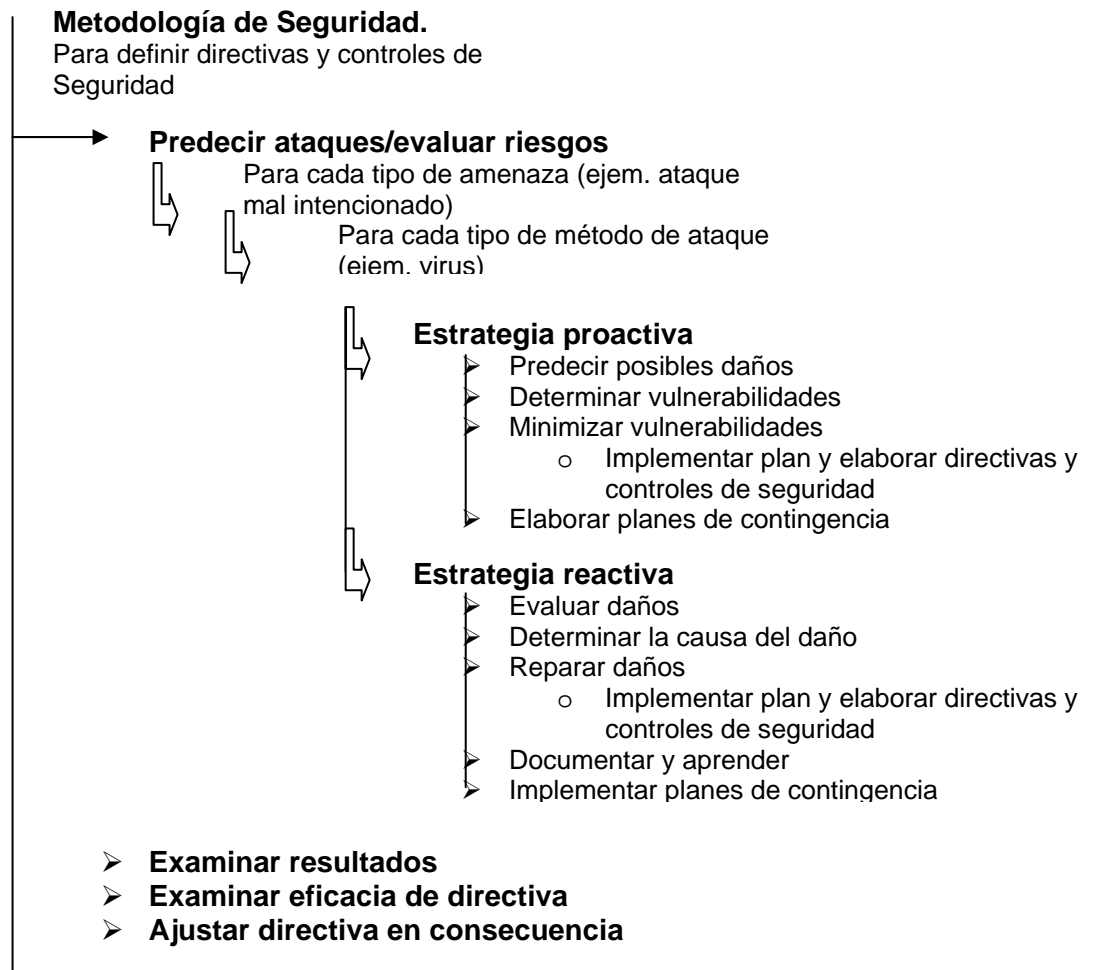 Metodología de Seguridad.
Para definir directivas y controles de
Seguridad
Predecir ataques/evaluar riesgos
Para cada tipo de amenaza (ejem. ataque
mal intencionado)
Para cada tipo de método de ataque
(ejem. virus)
Estrategia proactiva
➢ Predecir posibles daños
➢ Determinar vulnerabilidades
➢ Minimizar vulnerabilidades
o Implementar plan y elaborar directivas y
controles de seguridad
➢ Elaborar planes de contingencia
Estrategia reactiva
➢ Evaluar daños
➢ Determinar la causa del daño
➢ Reparar daños
o Implementar plan y elaborar directivas y
controles de seguridad
➢ Documentar y aprender
➢ Implementar planes de contingencia
➢ Examinar resultados
➢ Examinar eficacia de directiva
➢ Ajustar directiva en consecuencia